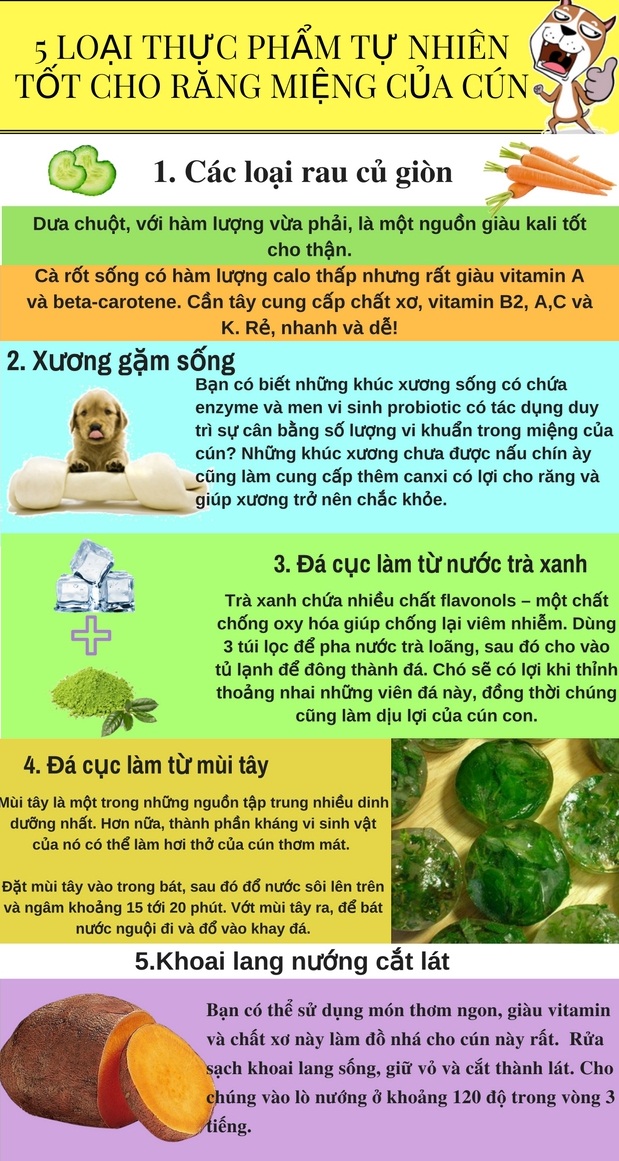 5 LOẠI THỰC PHẨM TỰ NHIÊN
TỐT CHO RĂNG MIỆNG CỦA CÚN
1. Các loại rau củ giòn
Dưa chuột, với hàm lượng vừa phải, là một nguồn giàu kali tốt
cho thận.
Cà rốt sống có hàm lượng calo thấp nhưng rất giàu vitamin A
và beta-carotene. Cần tây cung cấp chất xơ, vitamin B2, A,C và
K. Rẻ, nhanh và dễ!
2. Xương gặm sống
Bạn có biết những khúc xương sống có chứa
enzyme và men vi sinh probiotic có tác dụng duy
trì sự cân bằng số lượng vi khuẩn trong miệng của
cún? Những khúc xương chưa được nấu chín ày
cũng làm cung cấp thêm canxi có lợi cho răng và
giúp xương trở nên chắc khỏe.
3. Đá cục làm từ nước trà xanh
Trà xanh chứa nhiều chất flavonols – một chất
chống oxy hóa giúp chống lại viêm nhiễm. Dùng
3 túi lọc để pha nước trà loãng, sau đó cho vào
tủ lạnh để đông thành đá. Chó sẽ có lợi khi thỉnh
thoảng nhai những viên đá này, đồng thời chúng
cũng làm dịu lợi của cún con.
4. Đá cục làm từ mùi tây
Mùi tây là một trong những nguồn tập trung nhiều dinh
dưỡng nhất. Hơn nữa, thành phần kháng vi sinh vật
của nó có thể làm hơi thở của cún thơm mát.
Đặt mùi tây vào trong bát, sau đó đổ nước sôi lên trên
và ngâm khoảng 15 tới 20 phút. Vớt mùi tây ra, để bát
nước nguội đi và đổ vào khay đá.
5.Khoai lang nướng cắt lát
Bạn có thể sử dụng món thơm ngon, giàu vitamin
và chất xơ này làm đồ nhá cho cún này rất. Rửa
sạch khoai lang sống, giữ vỏ và cắt thành lát. Cho
chúng vào lò nướng ở khoảng 120 độ trong vòng 3
tiếng.